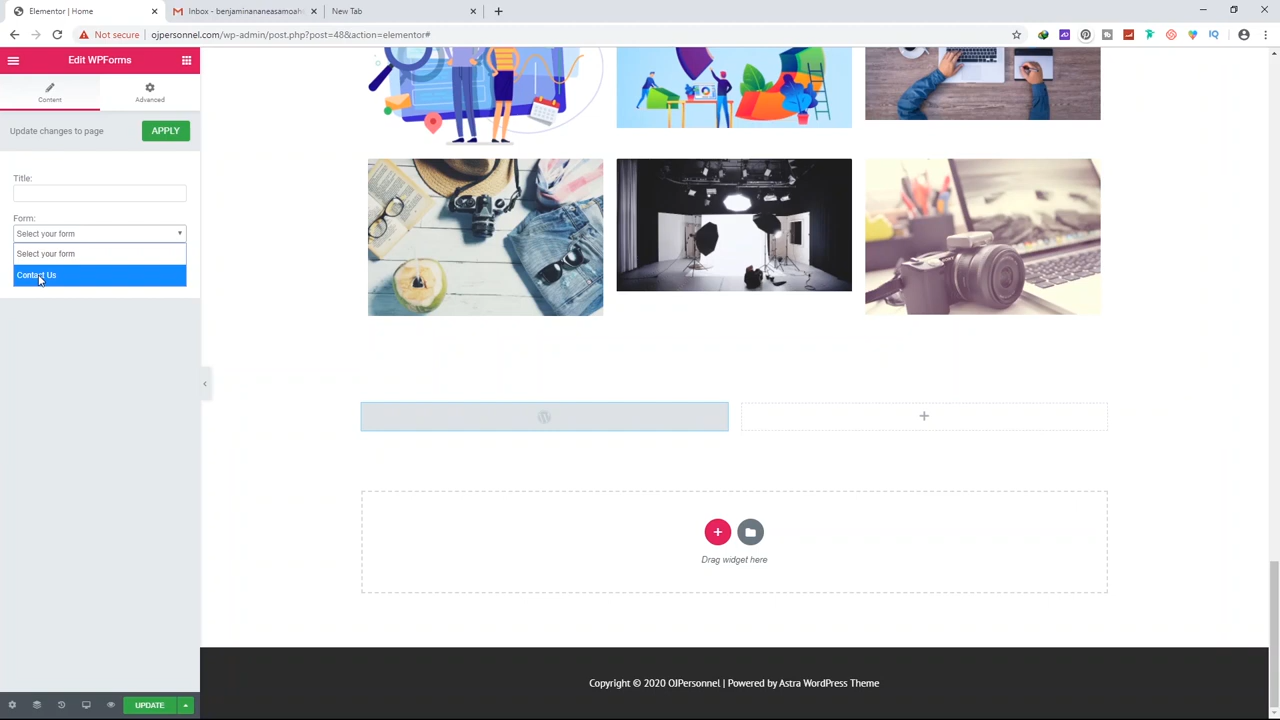 Elementor | Home
Inbox - benjaminananeasamoah
New Tab
Not secure | ojpersonnel.com/wp-admin/post.php?post=48&action=elementor#
Edit WPForms
Content
Advanced
Update changes to page
APPLY
Title:
Form:
Select your form
Select your form
Contact Us
Drag widget here
Copyright © 2020 OJPersonnel | Powered by Astra WordPress Theme
UPDATE